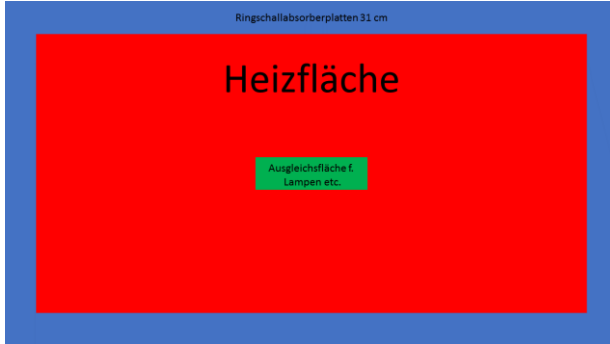 Ringschallabsorberplatten 31 cm
Heizfläche
Ausgleichsfläche f.
Lampen etc.